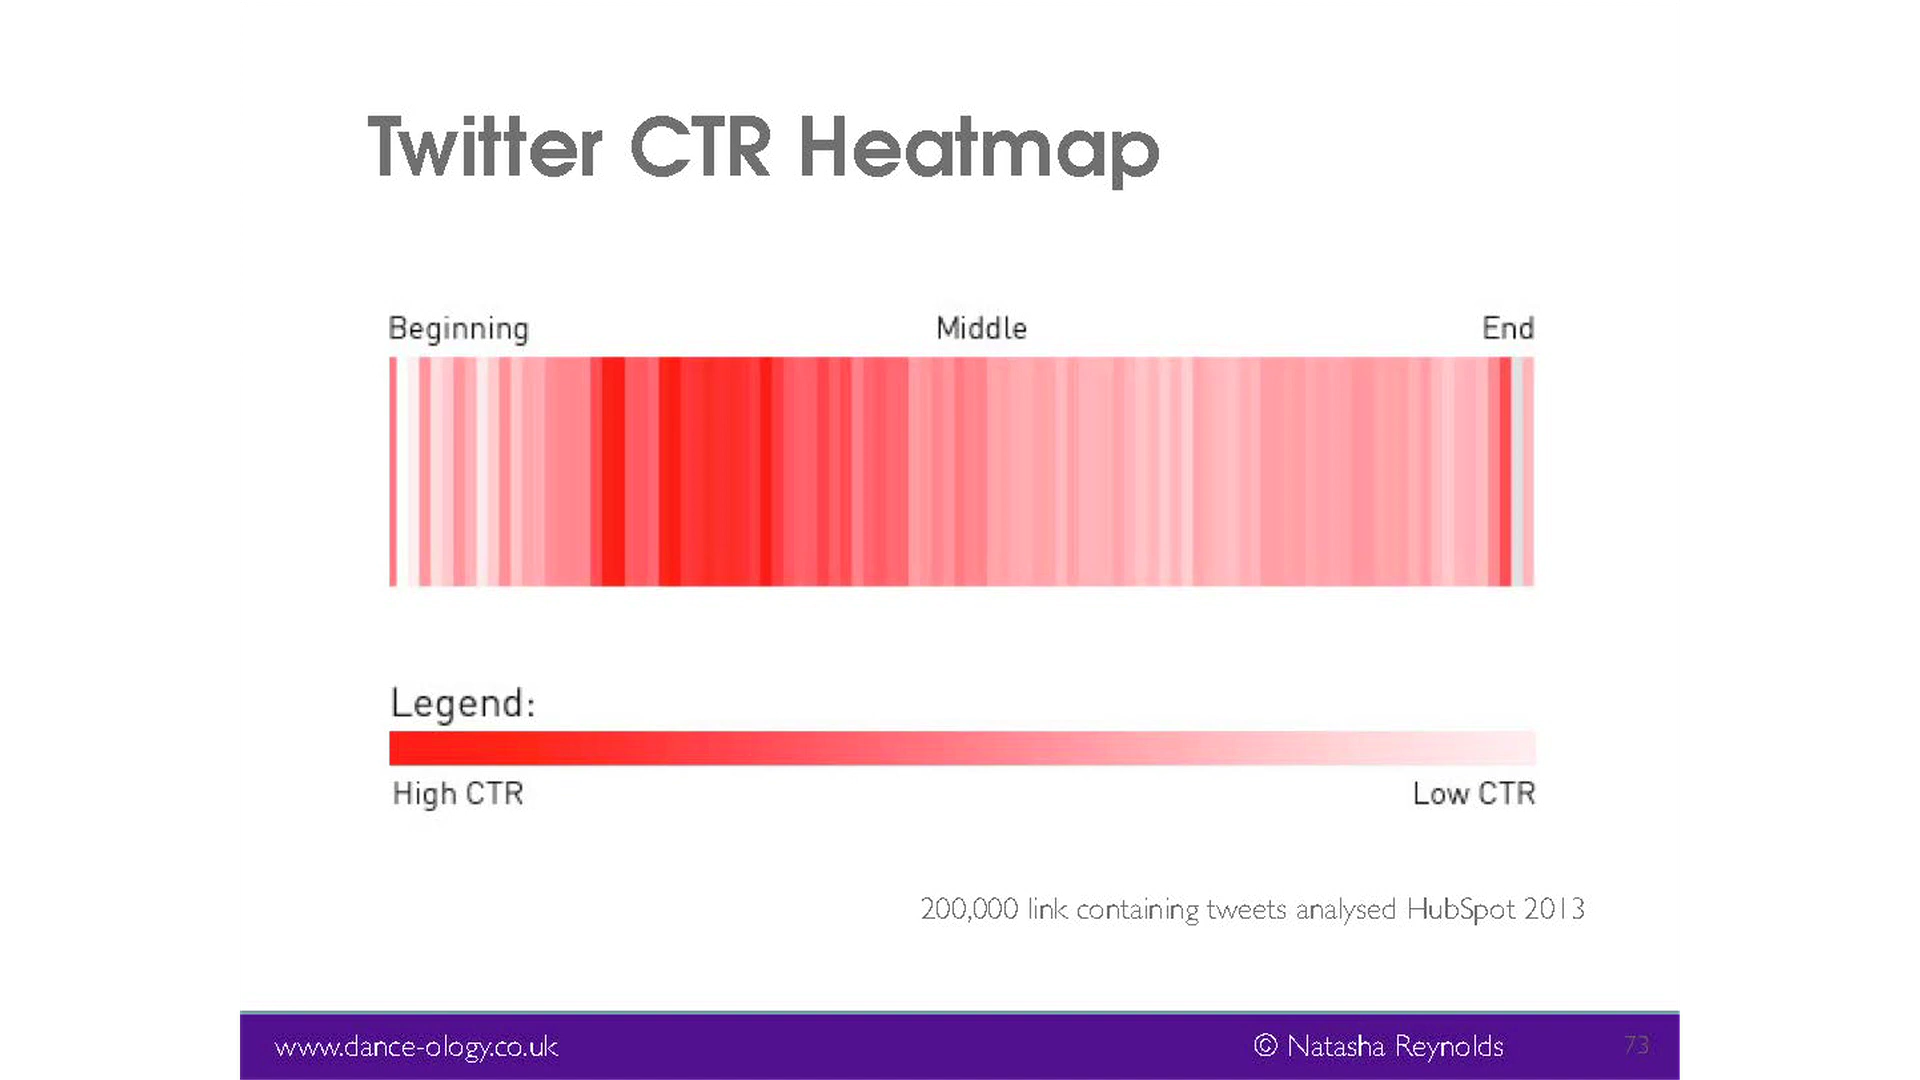 Twitter CTR Heatmap
Beginning Middle End
Legend:
High CTR Low CTR
200,000 link containing tweets analysed HubSpot 2013
www.dance-ology.co.uk © Natasha Reynolds 73